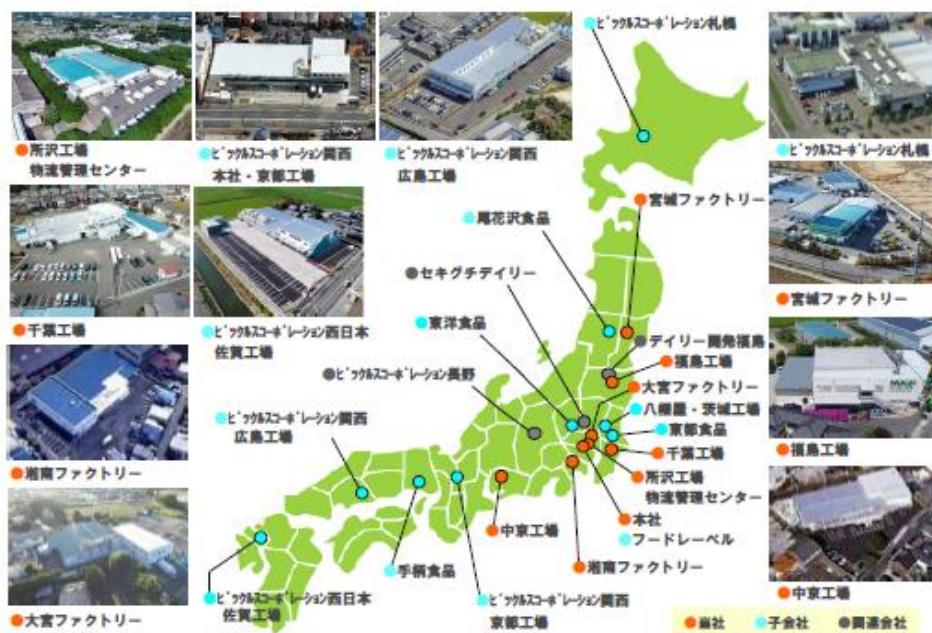 ●所沢工場
物流管理センター
●ﾋﾟｯｸﾙｽｺｰﾎﾟﾚｰｼｮﾝ関西
本社・京都工場
●ﾋﾟｯｸﾙｽｺｰﾎﾟﾚｰｼｮﾝ関西
広島工場
●ﾋﾟｯｸﾙｽｺｰﾎﾟﾚｰｼｮﾝ札幌
●ﾋﾟｯｸﾙｽｺｰﾎﾟﾚｰｼｮﾝ札幌
●千葉工場
●ﾋﾟｯｸﾙｽｺｰﾎﾟﾚｰｼｮﾝ西日本
佐賀工場
●宮城ファクトリー
●尾花沢食品
●セキグチデイリー
●東洋食品
●ﾋﾟｯｸﾙｽｺｰﾎﾟﾚｰｼｮﾝ長野
●ﾋﾟｯｸﾙｽｺｰﾎﾟﾚｰｼｮﾝ関西
広島工場
●デイリー開発福島
●福島工場
●大宮ファクトリー
●八幡屋・茨城工場
●東都食品
●千葉工場
●所沢工場
物流管理センター
●本社
●フードレーベル
●湘南ファクトリー
●中京工場
●手柄食品
●ﾋﾟｯｸﾙｽｺｰﾎﾟﾚｰｼｮﾝ西日本
佐賀工場
●ﾋﾟｯｸﾙｽｺｰﾎﾟﾚｰｼｮﾝ関西
京都工場
●宮城ファクトリー
●福島工場
●中京工場
●湘南ファクトリー
●大宮ファクトリー
●当社 ●子会社 ●関連会社